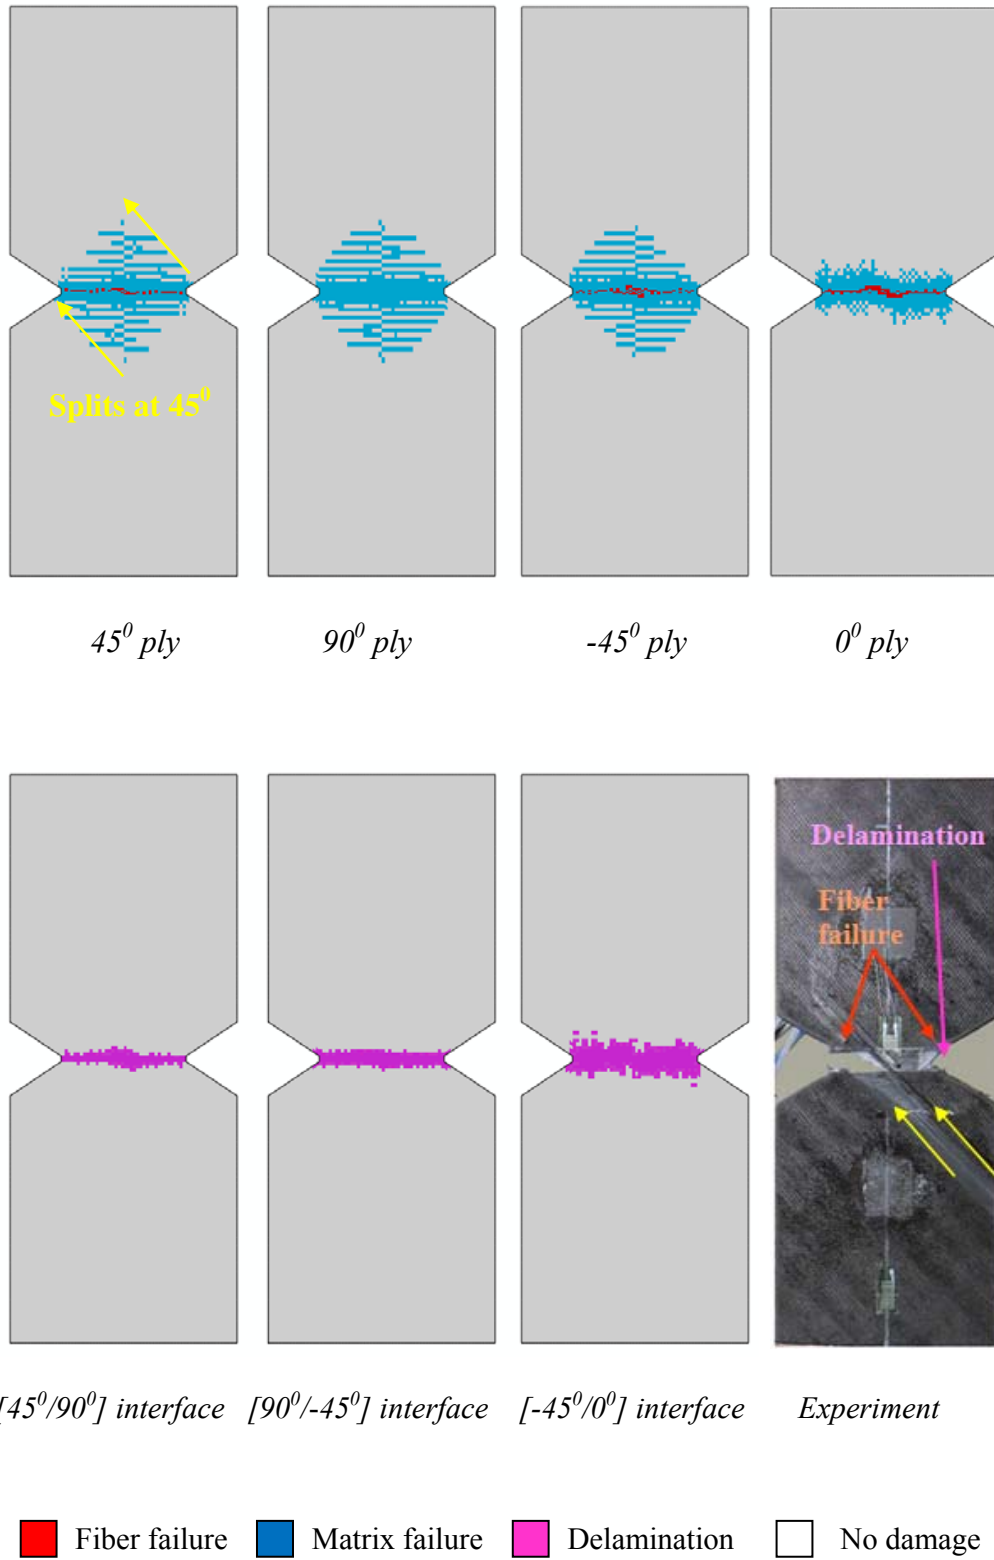 Splits at 45⁰
45⁰ ply 90⁰ ply -45⁰ ply 0⁰ ply
Delamination
Fiber
failure
[45⁰/90⁰] interface [90⁰/-45⁰] interface [-45⁰/0⁰] interface Experiment
Fiber failure Matrix failure Delamination No damage